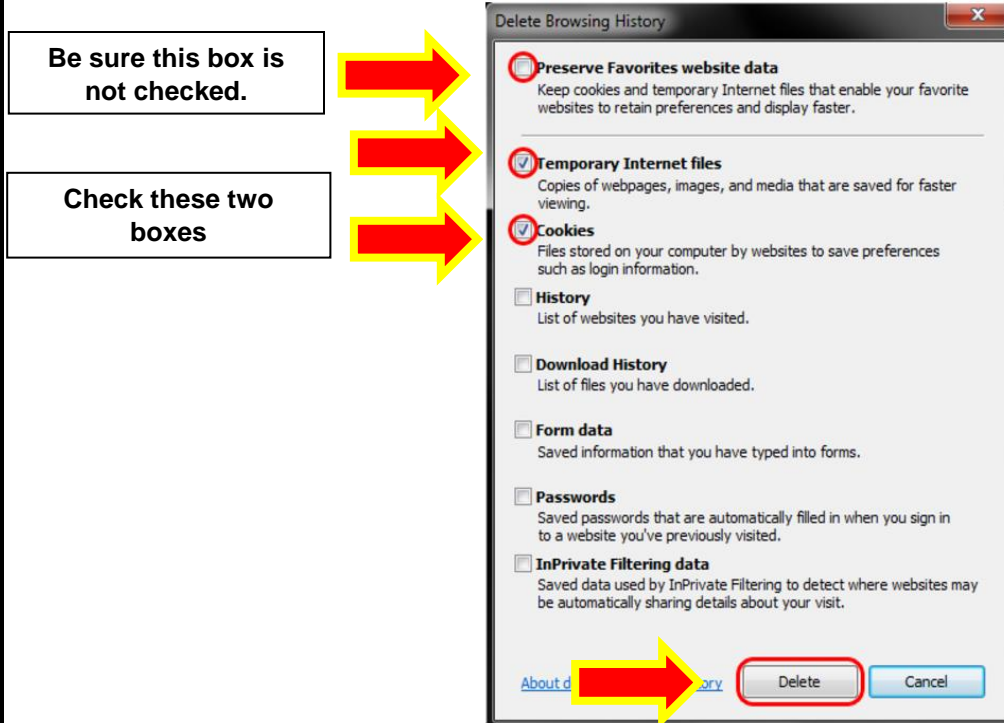 Delete Browsing History
Be sure this box is
not checked.
Check these two
boxes
Preserve Favorites website data
Keep cookies and temporary Internet files that enable your favorite
websites to retain preferences and display faster.
Temporary Internet files
Copies of webpages, images, and media that are saved for faster
viewing.
Cookies
Files stored on your computer by websites to save preferences
such as login information.
History
List of websites you have visited.
Download History
List of files you have downloaded.
Form data
Saved information that you have typed into forms.
Passwords
Saved passwords that are automatically filled in when you sign in
to a website you've previously visited.
InPrivate Filtering data
Saved data used by InPrivate Filtering to detect where websites may
be automatically sharing details about your visit.
About
Delete
Cancel